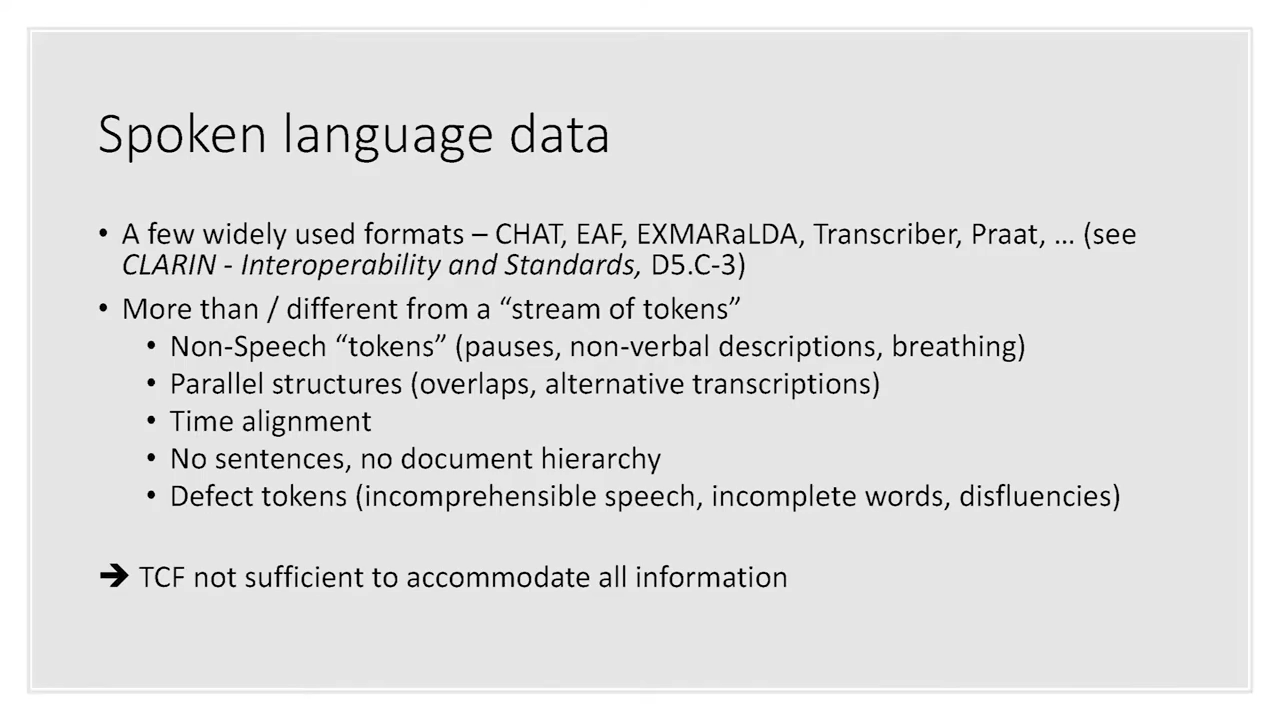 Spoken language data
• A few widely used formats – CHAT, EAF, EXMARaLDA, Transcriber, Praat, … (see
CLARIN - Interoperability and Standards, D5.C-3)
• More than / different from a “stream of tokens”
• Non-Speech “tokens” (pauses, non-verbal descriptions, breathing)
• Parallel structures (overlaps, alternative transcriptions)
• Time alignment
• No sentences, no document hierarchy
• Defect tokens (incomprehensible speech, incomplete words, disfluencies)
➔ TCF not sufficient to accommodate all information